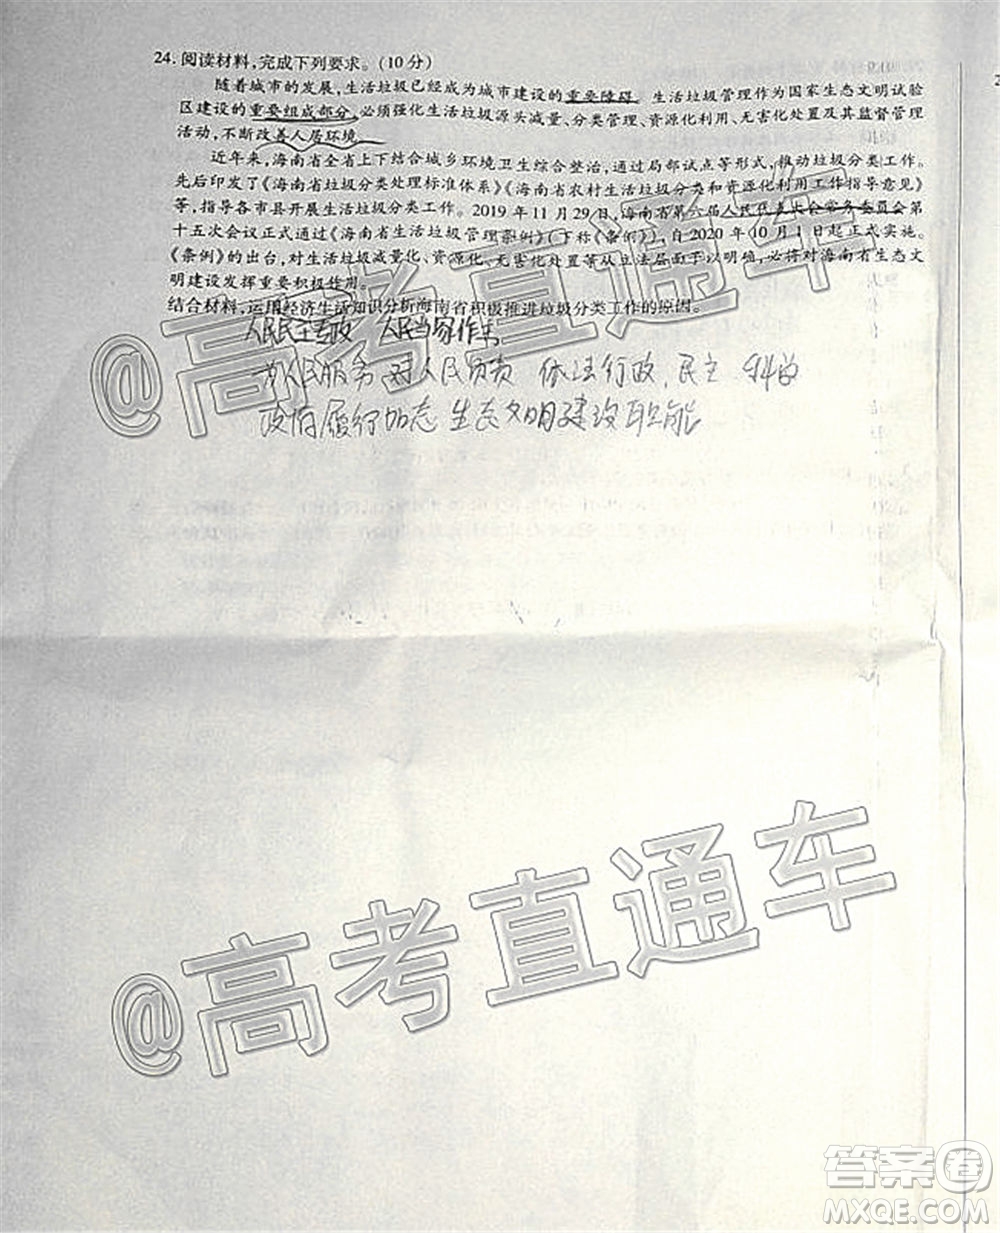 24. 阅读材料,完成下列要求。(10 分)
随着城市的发展,生活垃圾已经成为城市建设的重要障碍。生活垃圾管理作为国家生态文明试验
区建设的重要组成部分,必须强化生活垃圾源头减量、分类管理、资源化利用、无害化处置及其监督管理
活动,不断改善人居环境。
近年来,海南省全省上下结合城乡环境卫生综合整治,通过局部试点等形式,推动垃圾分类工作。
先后印发了《海南省垃圾分类处理标准体系》《海南省农村生活垃圾分类和资源化利用工作指导意见》
等,指导各市县开展生活垃圾分类工作。2019 年 11 月 29 日,海南省第六届人民代表大会常务委员会第
十五次会议正式通过《海南省生活垃圾管理条例》(下称《条例》),自 2020 年 10 月 1 日起正式实施。
《条例》的出台,对生活垃圾减量化、资源化、无害化处置等从立法层面予以明确,必将对海南省生态文
明建设发挥重要积极作用。
结合材料,运用经济生活知识分析海南省积极推进垃圾分类工作的原因。
人民民主专政 人民当家作主
为人民服务 对人民负责 依法行政,民主 科学
政府履行 生态文明建设职能
@高考直通车
@高考直通车
答案卷
MXQE.COM